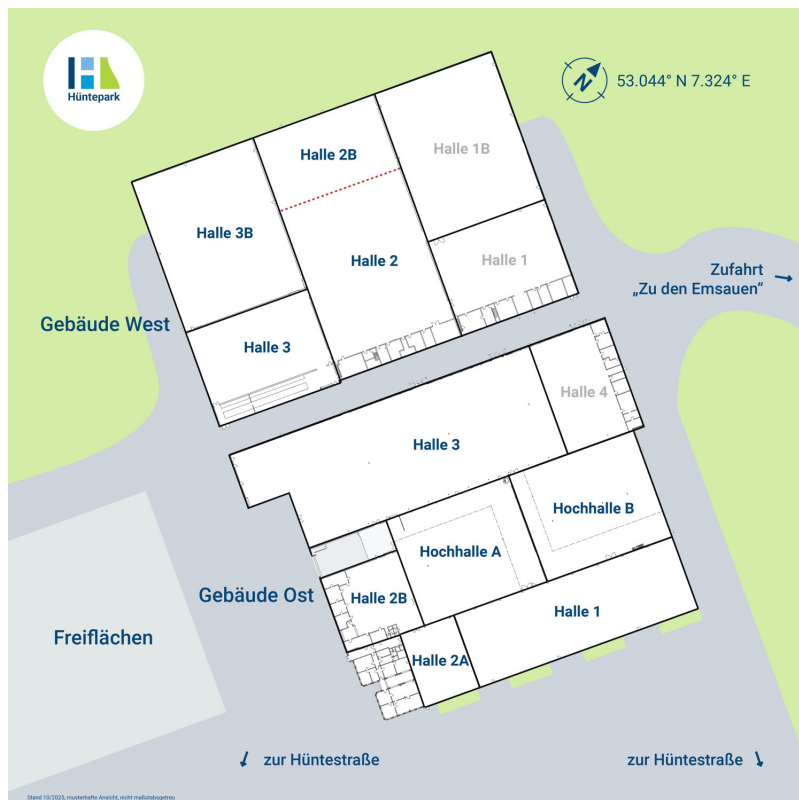 Hüntepark
N
53.044° N 7.324° E
Halle 2B
Halle 1B
Halle 3B
Halle 2
Halle 1
Zufahrt
„Zu den Emsauen“
Gebäude West
Halle 3
Halle 4
Halle 3
Hochhalle B
Hochhalle A
Gebäude Ost
Halle 2B
Halle 1
Freiflächen
Halle 2A
zur Hüntestraße
zur Hüntestraße
Stand 10/2025, musterhafte Ansicht, nicht maßstabsgetreu